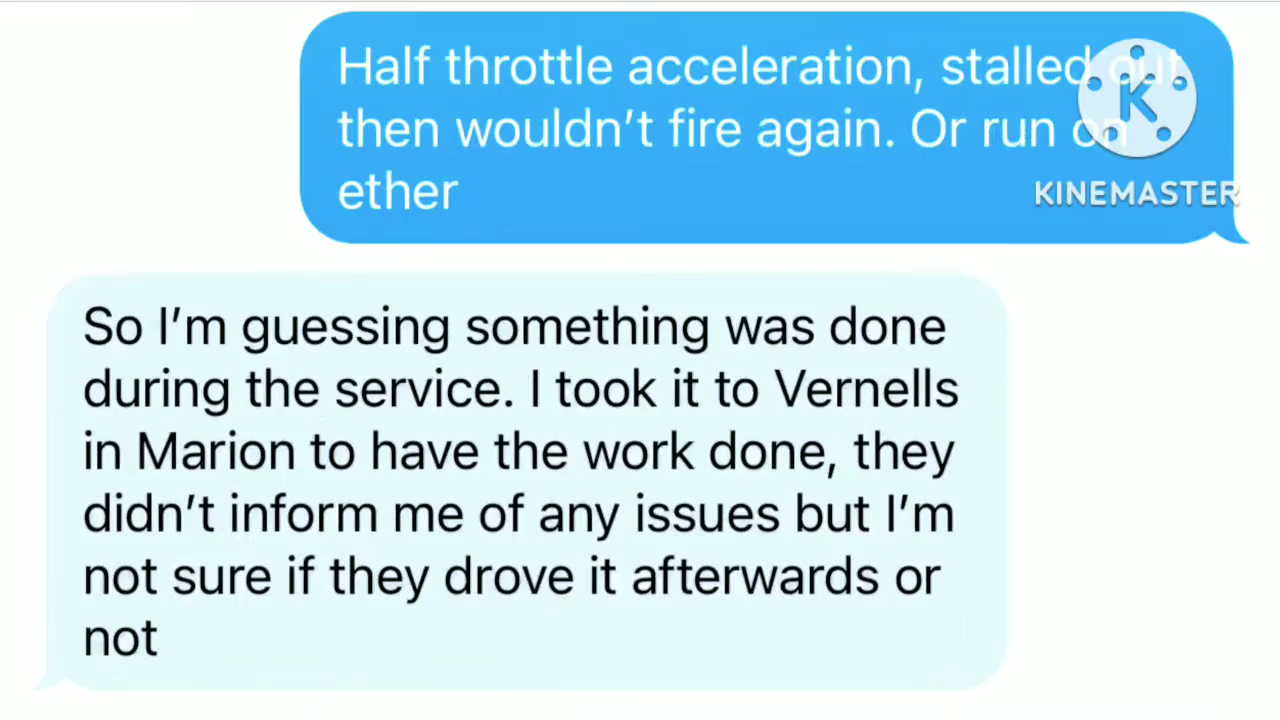 Half throttle acceleration, stalled out
then wouldn’t fire again. Or run on
ether
K
KINEMASTER
So I’m guessing something was done
during the service. I took it to Vernells
in Marion to have the work done, they
didn’t inform me of any issues but I’m
not sure if they drove it afterwards or
not